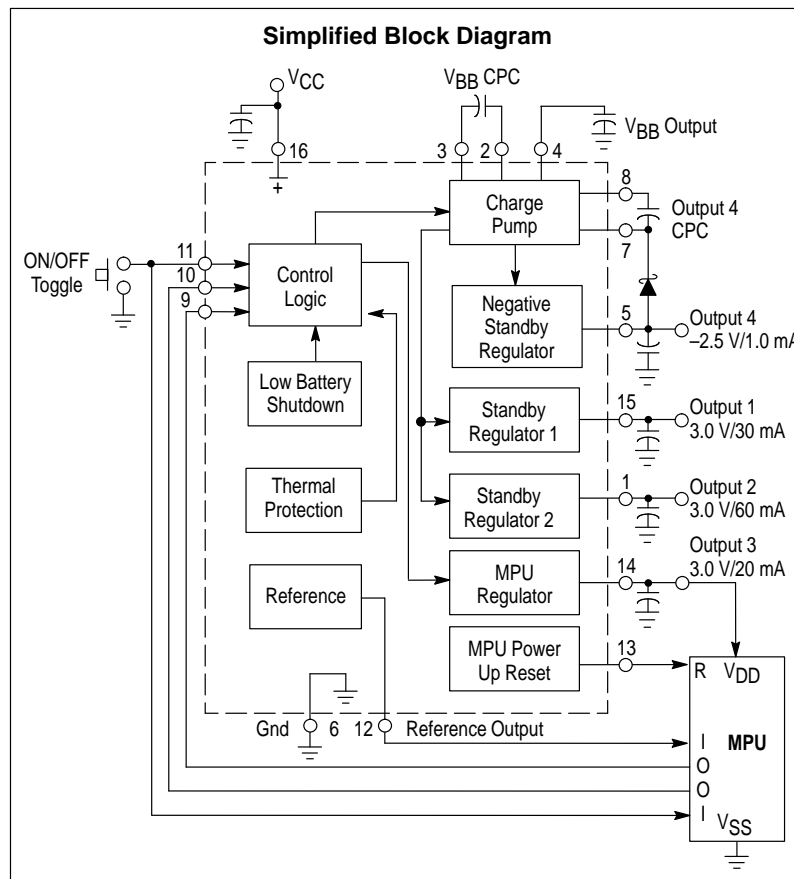 Simplified Block Diagram
VCC
VBB CPC
VBB Output
16
3
2
4
8
Charge
Pump
Output 4
CPC
7
ON/OFF
Toggle
11
10
9
Control
Logic
Negative
Standby
Regulator
5
Output 4
–2.5 V/1.0 mA
Low Battery
Shutdown
Standby
Regulator 1
15
Output 1
3.0 V/30 mA
Thermal
Protection
Standby
Regulator 2
1
Output 2
3.0 V/60 mA
Reference
MPU
Regulator
14
Output 3
3.0 V/20 mA
MPU Power
Up Reset
13
R VDD
Gnd 6 12 Reference Output
I MPU
O
O
I VSS